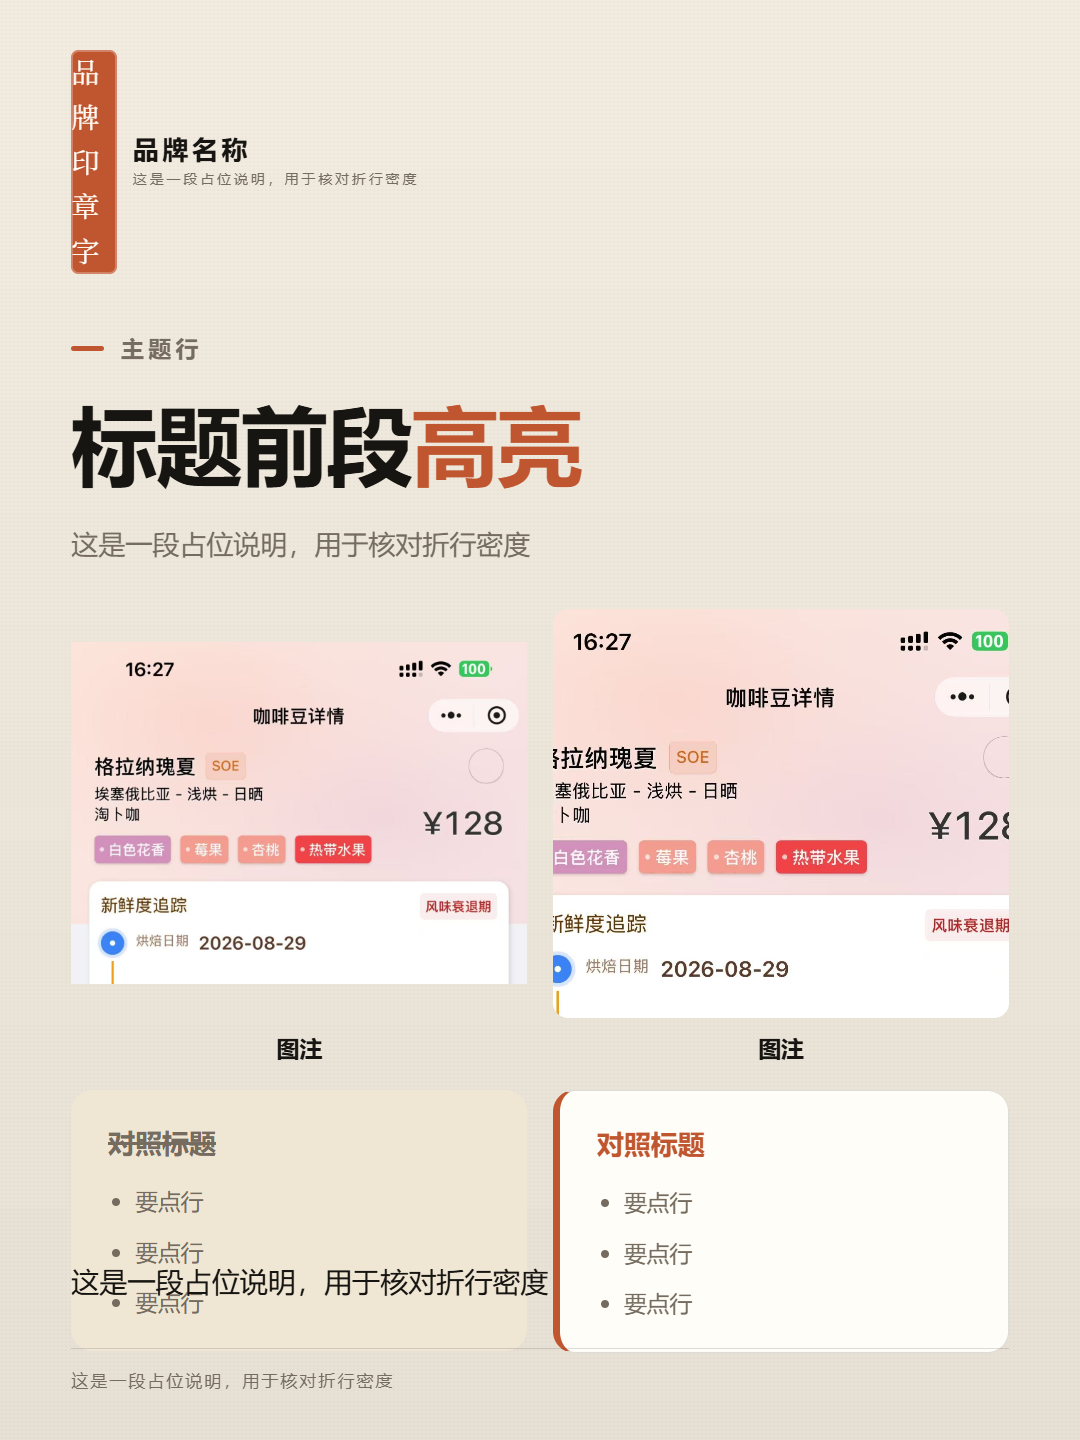 品
牌
印
章
字
品牌名称
这是一段占位说明，用于核对折行密度
主题行
标题前段高亮
这是一段占位说明，用于核对折行密度
16:27
100
咖啡豆详情
格拉纳瑰夏 SOE
埃塞俄比亚 - 浅烘 - 日晒
淘卜咖
¥128
白色花香 莓果 杏桃 热带水果
新鲜度追踪 风味衰退期
烘焙日期 2026-08-29
图注
16:27
100
咖啡豆详情
格拉纳瑰夏 SOE
塞俄比亚 - 浅烘 - 日晒
卜咖
¥128
白色花香 莓果 杏桃 热带水果
新鲜度追踪 风味衰退期
烘焙日期 2026-08-29
图注
对照标题
要点行
要点行
要点行
这是一段占位说明，用于核对折行密度
对照标题
要点行
要点行
要点行
这是一段占位说明，用于核对折行密度